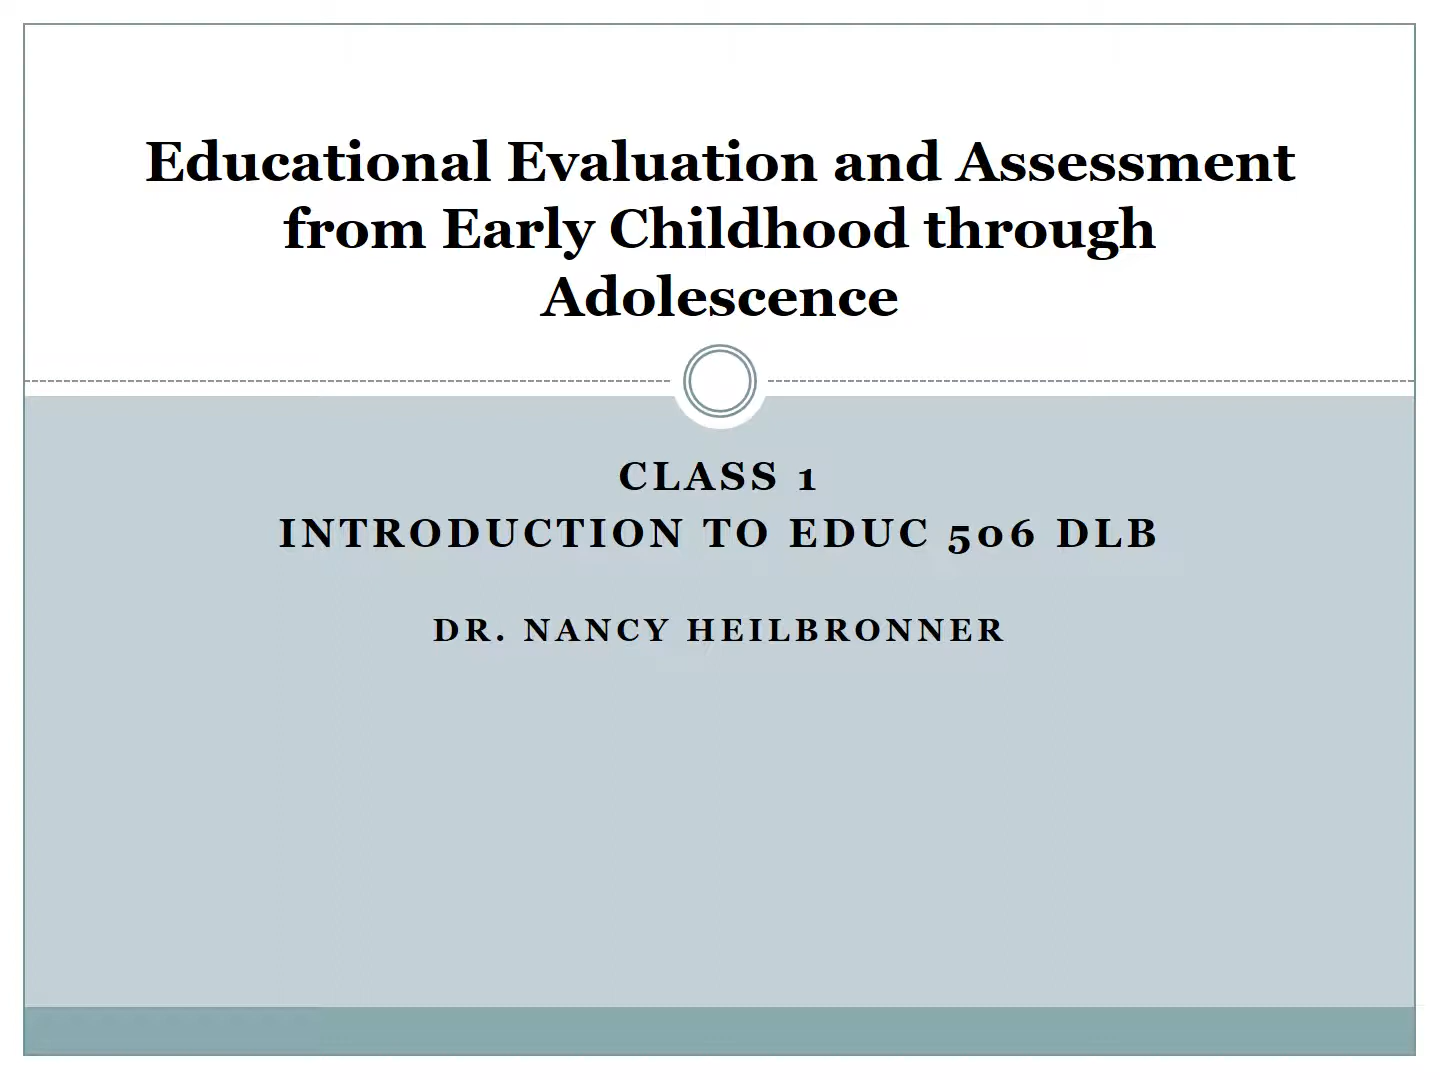 Educational Evaluation and Assessment
from Early Childhood through
Adolescence
CLASS 1
INTRODUCTION TO EDUC 506 DLB
DR. NANCY HEILBRONNER